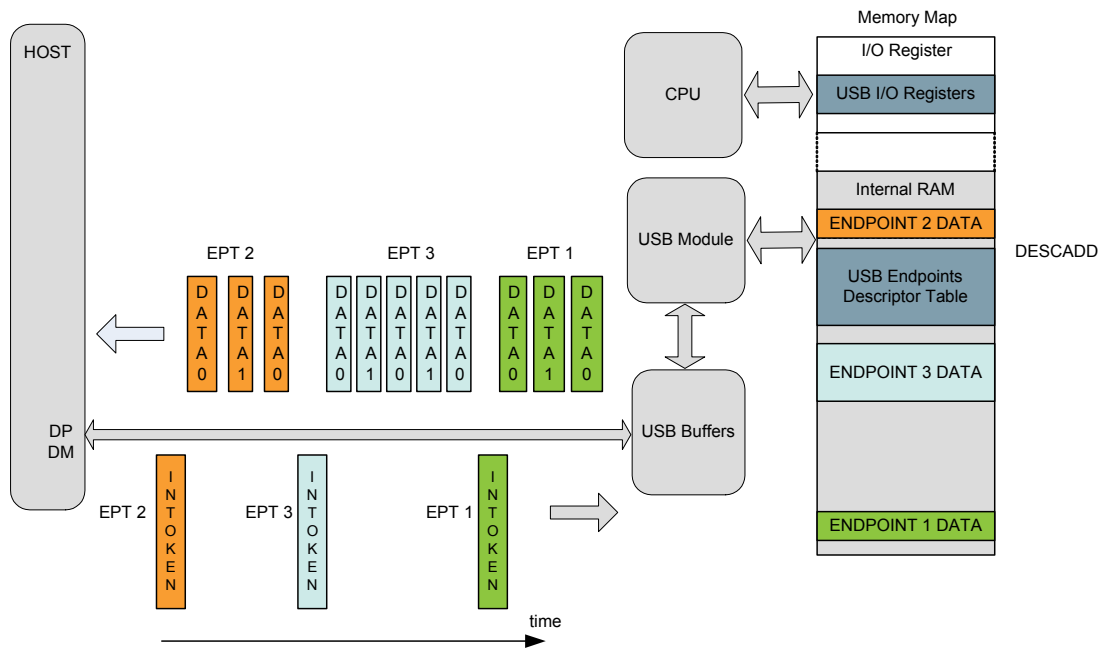 Memory Map
HOST
I/O Register
CPU
USB I/O Registers
Internal RAM
ENDPOINT 2 DATA
USB Module
DESCADD
EPT 2
EPT 3
EPT 1
USB Endpoints
Descriptor Table
DATA0
DATA1
DATA0
DATA0
DATA1
DATA0
DATA1
DATA0
DATA0
DATA1
DATA0
ENDPOINT 3 DATA
DP
DM
USB Buffers
EPT 2
INTOKEN
EPT 3
INTOKEN
EPT 1
INTOKEN
ENDPOINT 1 DATA
time